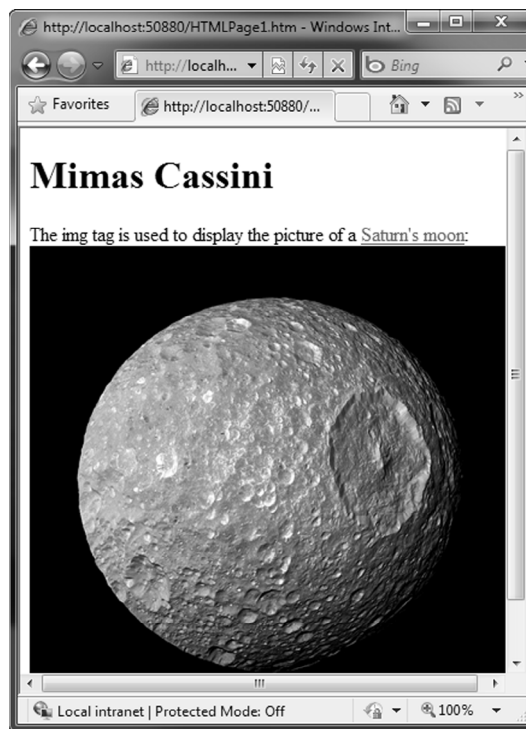 http://localhost:50880/HTMLPage1.htm - Windows Int...
http://localh...
Bing
Favorites
http://localhost:50880/...
Mimas Cassini
The img tag is used to display the picture of a Saturn's moon:
Local intranet | Protected Mode: Off
100%